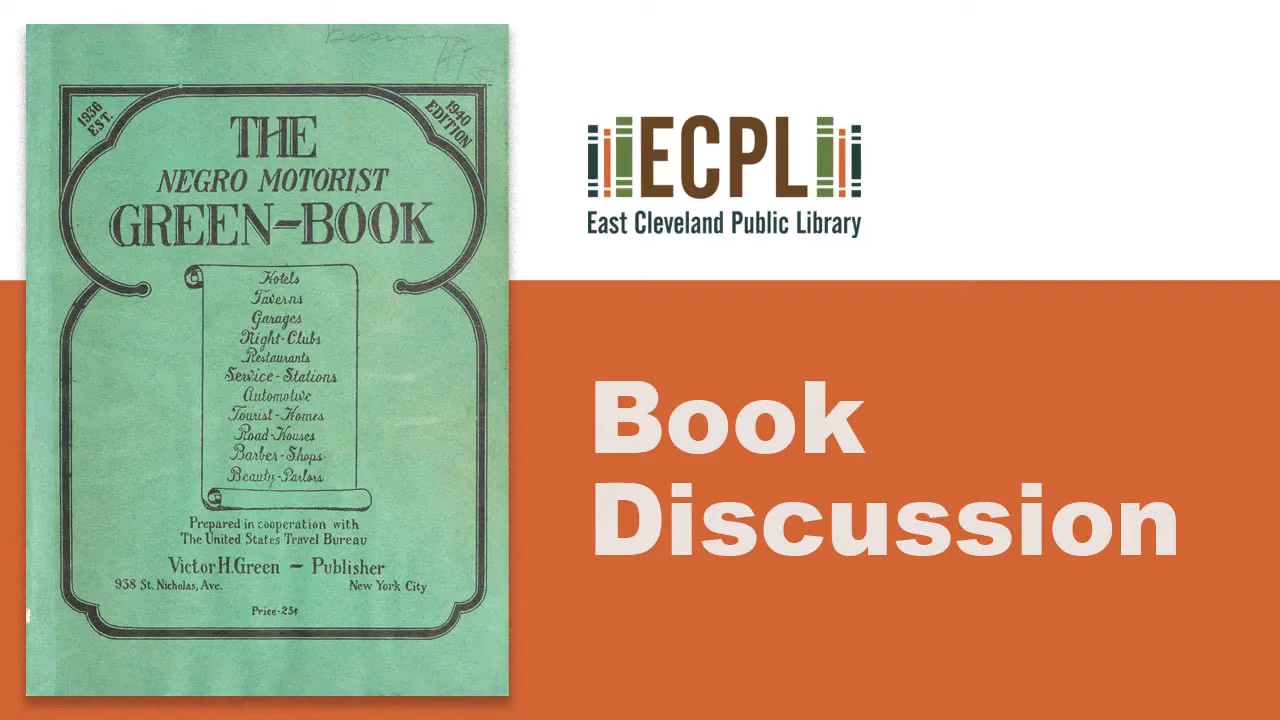 1936
EST.
1940
EDITION
THE
NEGRO MOTORIST
GREEN-BOOK
Hotels
Taverns
Garages
Night-Clubs
Restaurants
Service-Stations
Automotive
Tourist-Homes
Road-Houses
Barber-Shops
Beauty-Parlors
Prepared in cooperation with
The United States Travel Bureau
Victor H. Green — Publisher
938 St. Nicholas, Ave. New York City
Price-25¢
ECPL
East Cleveland Public Library
Book
Discussion